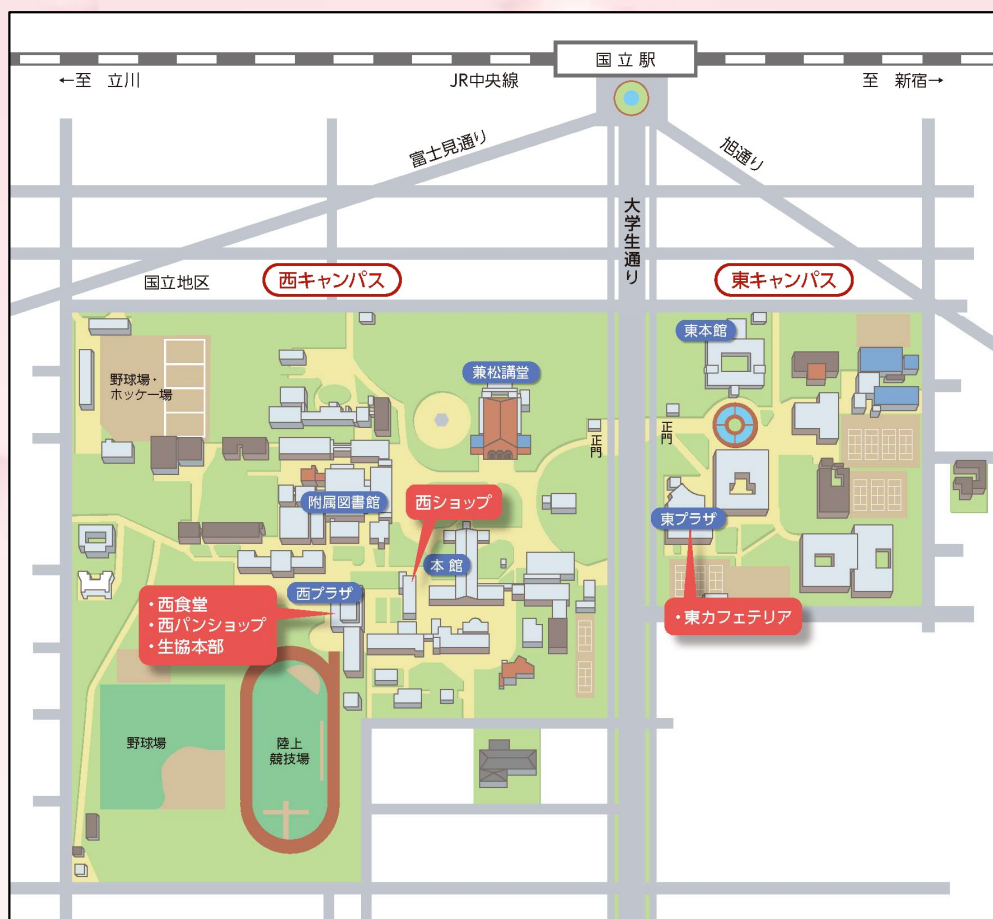 国立駅
←至 立川
JR中央線
至 新宿→
富士見通り
旭通り
大学生通り
国立地区
西キャンパス
東キャンパス
東本館
野球場・
ホッケー場
兼松講堂
正門
正門
附属図書館
西ショップ
東プラザ
本館
西プラザ
・西食堂
・西パンショップ
・生協本部
・東カフェテリア
野球場
陸上
競技場